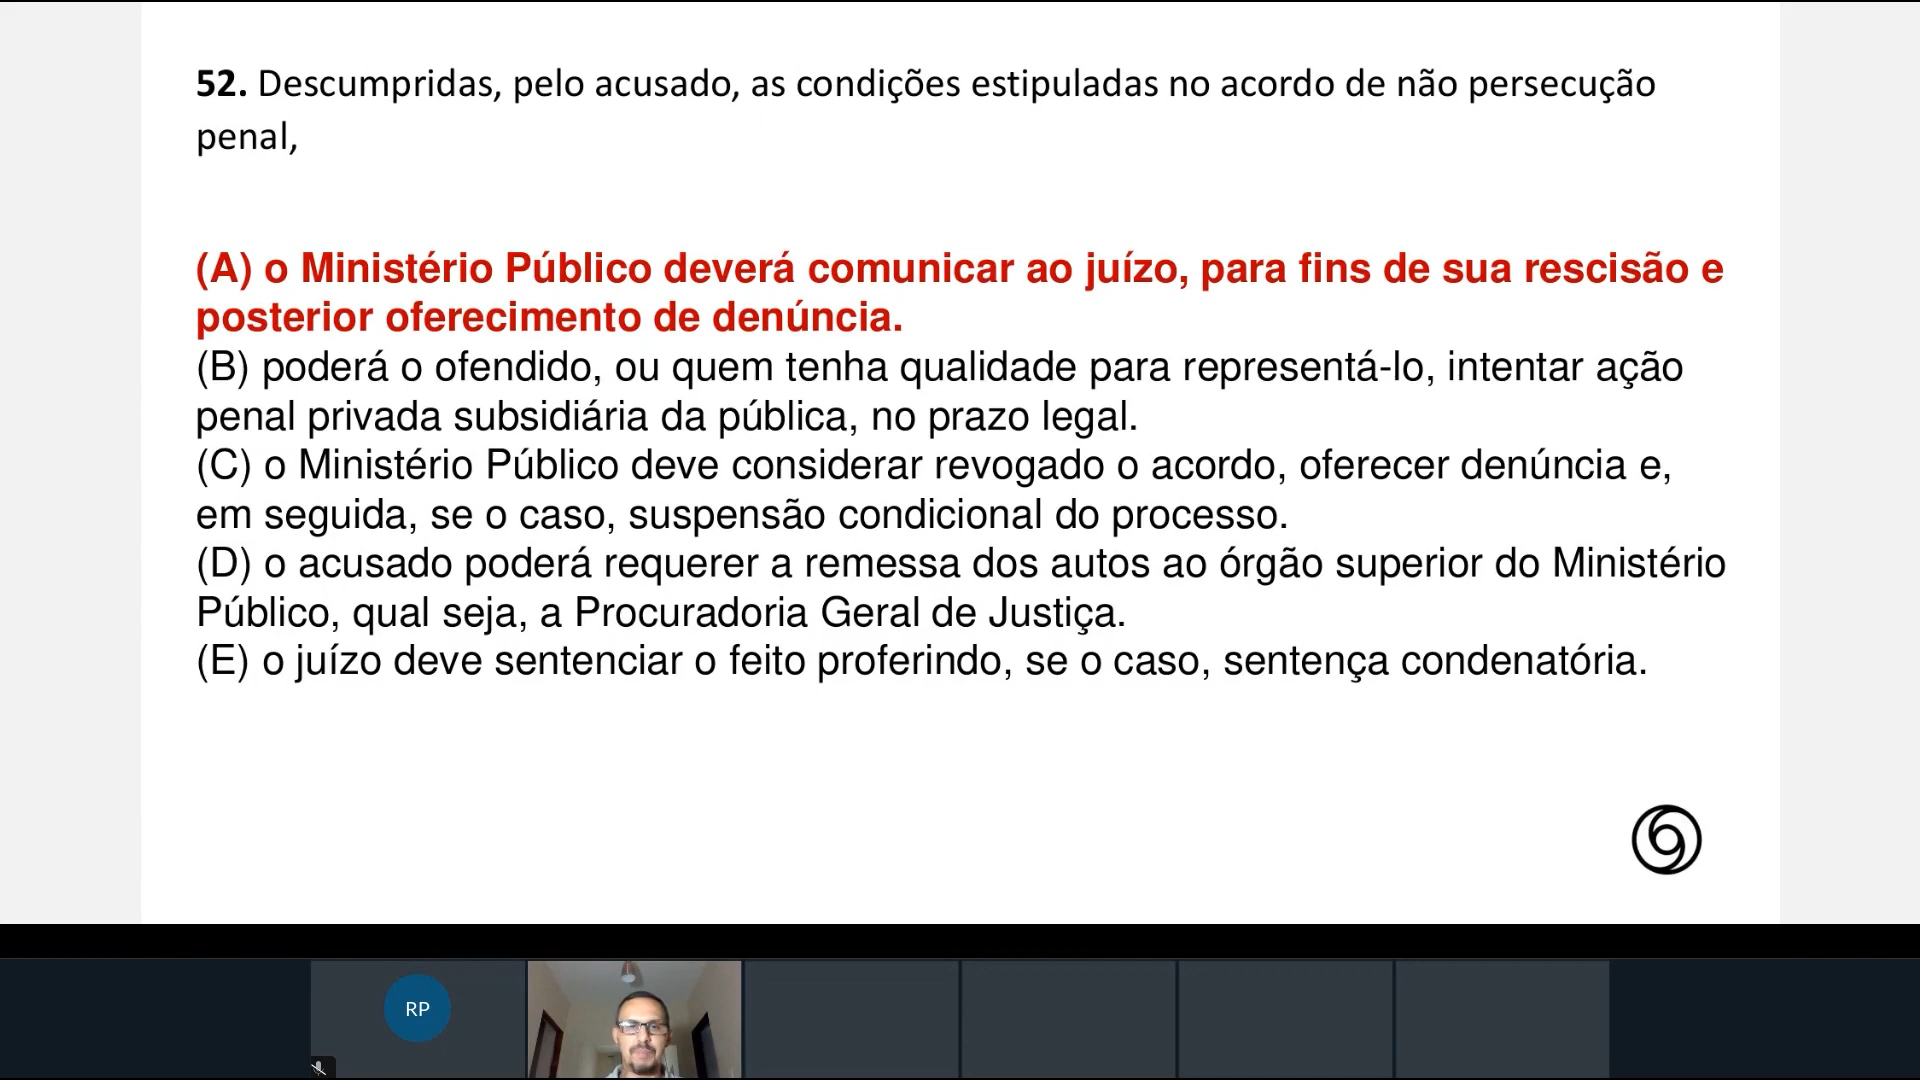 52. Descumpridas, pelo acusado, as condições estipuladas no acordo de não persecução
penal,
(A) o Ministério Público deverá comunicar ao juízo, para fins de sua rescisão e
posterior oferecimento de denúncia.
(B) poderá o ofendido, ou quem tenha qualidade para representá-lo, intentar ação
penal privada subsidiária da pública, no prazo legal.
(C) o Ministério Público deve considerar revogado o acordo, oferecer denúncia e,
em seguida, se o caso, suspensão condicional do processo.
(D) o acusado poderá requerer a remessa dos autos ao órgão superior do Ministério
Público, qual seja, a Procuradoria Geral de Justiça.
(E) o juízo deve sentenciar o feito proferindo, se o caso, sentença condenatória.
RP